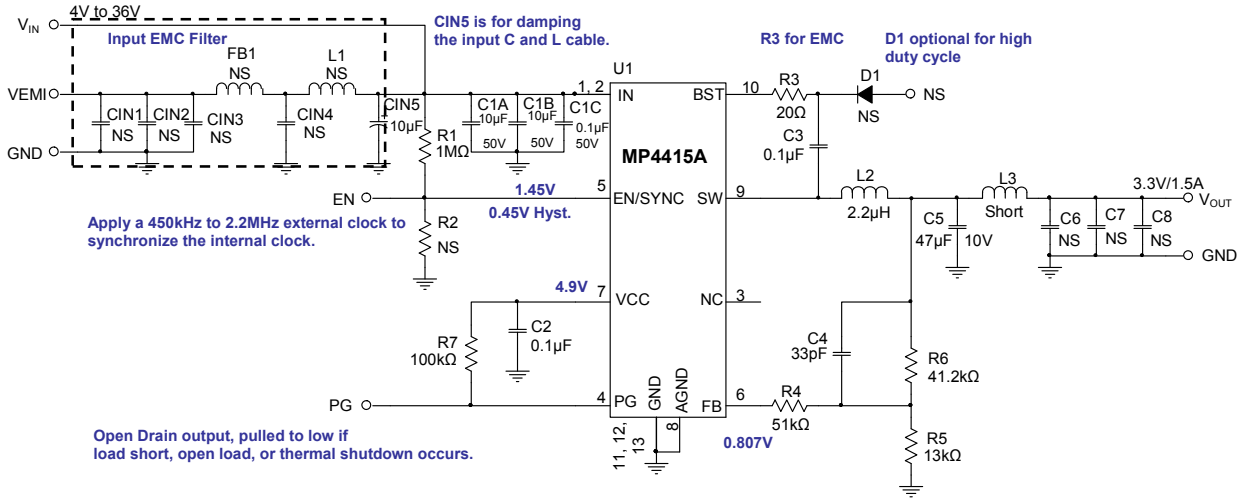 4V to 36V
VIN
Input EMC Filter
CIN5 is for damping
the input C and L cable.
R3 for EMC
D1 optional for high
duty cycle
FB1
NS
L1
NS
U1
VEMI
1, 2
IN
BST
10
R3
20Ω
D1
NS
NS
CIN1
NS
CIN2
NS
CIN3
NS
CIN4
NS
CIN5
10µF
C1A
10µF
50V
C1B
10µF
50V
C1C
0.1µF
50V
GND
R1
1MΩ
MP4415A
C3
0.1µF
EN
1.45V
5
EN/SYNC
0.45V Hyst.
SW
9
L2
2.2µH
L3
Short
3.3V/1.5A
VOUT
Apply a 450kHz to 2.2MHz external clock to
synchronize the internal clock.
R2
NS
C5
47µF
10V
C6
NS
C7
NS
C8
NS
GND
4.9V
7
VCC
NC
3
R7
100kΩ
C2
0.1µF
C4
33pF
R6
41.2kΩ
PG
4
PG
GND
AGND
FB
6
R4
51kΩ
Open Drain output, pulled to low if
load short, open load, or thermal shutdown occurs.
11, 12,
13
8
0.807V
R5
13kΩ